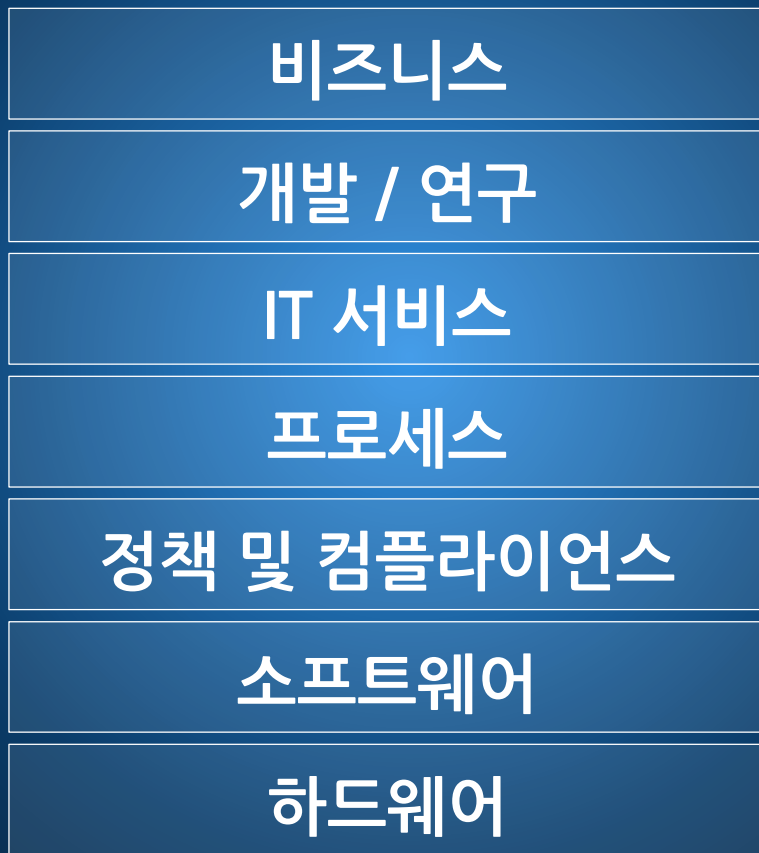 비즈니스
개발 / 연구
IT 서비스
프로세스
정책 및 컴플라이언스
소프트웨어
하드웨어